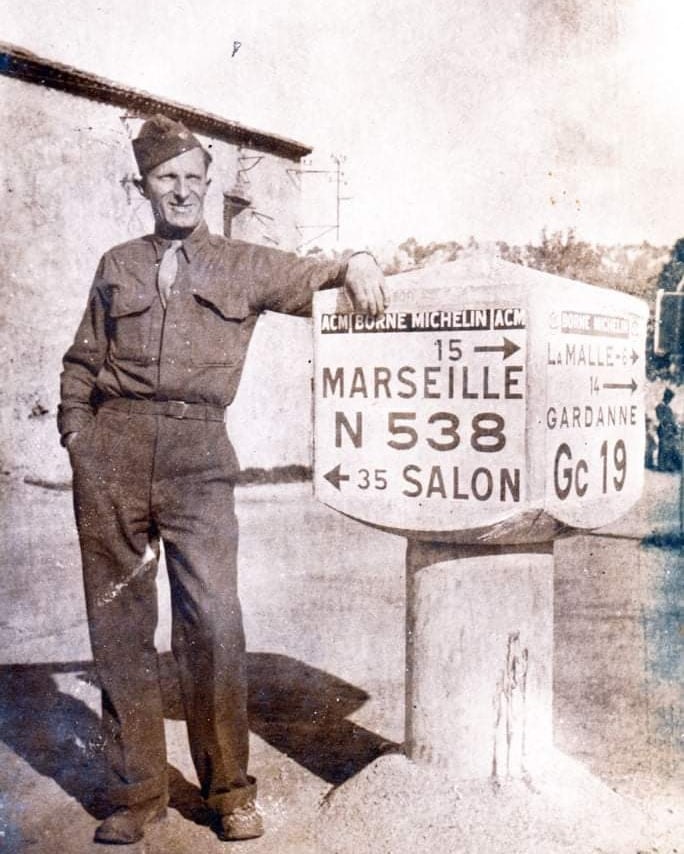 ACM BORNE MICHELIN ACM
15 →
MARSEILLE
N 538
← 35 SALON
BORNE MICHELIN
La MALLE-6→
14→
GARDANNE
Gc 19